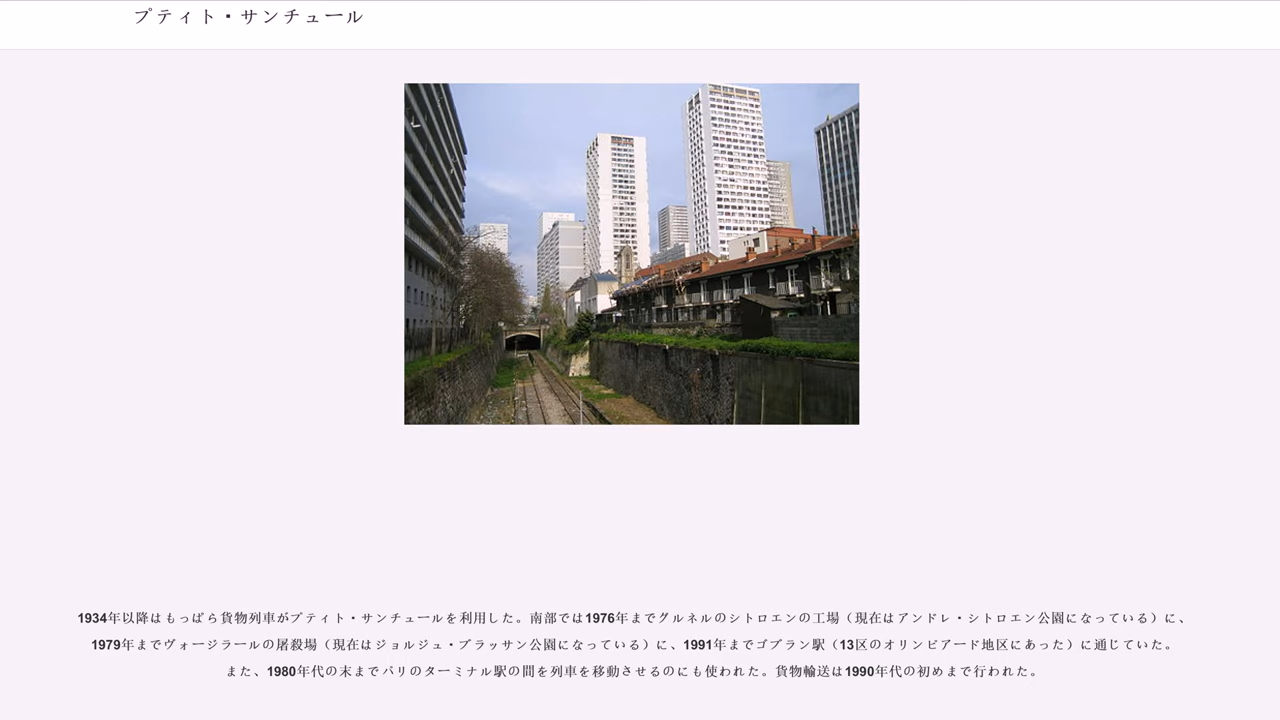 プティト・サンチュール
1934年以降はもっぱら貨物列車がプティト・サンチュールを利用した。南部では1976年までグルネルのシトロエンの工場（現在はアンドレ・シトロエン公園になっている）に、
1979年までヴォージラールの屠殺場（現在はジョルジュ・ブラッサン公園になっている）に、1991年までゴブラン駅（13区のオリンピアード地区にあった）に通じていた。
また、1980年代の末までパリのターミナル駅の間を列車を移動させるのにも使われた。貨物輸送は1990年代の初めまで行われた。